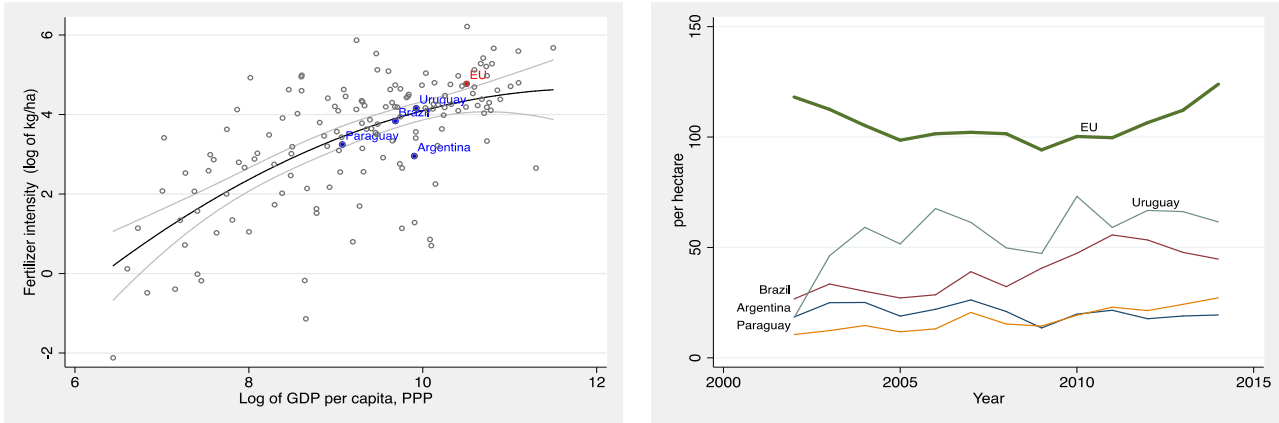 Fertilizer intensity (log of kg/ha)
6
4
2
0
-2
EU
Uruguay
Brazil
Paraguay
Argentina
6 8 10 12
Log of GDP per capita, PPP
per hectare
150
100
50
0
EU
Uruguay
Brazil
Argentina
Paraguay
2000 2005 2010 2015
Year